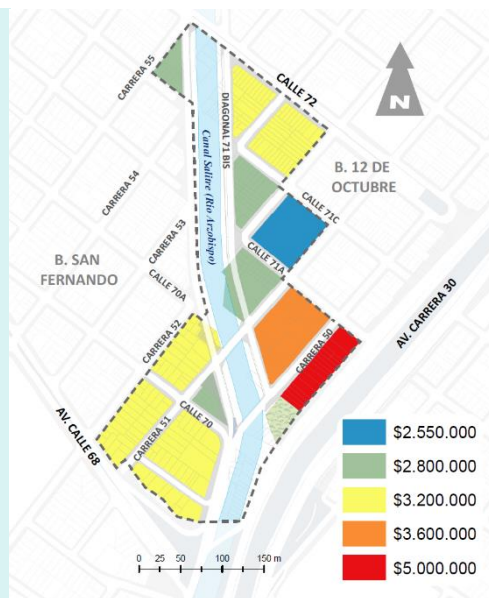 CARRERA 55
CALLE 72
DIAGONAL 71 BIS
N
Canal Salitre (Río Arzobispo)
B. 12 DE
OCTUBRE
CARRERA 54
CALLE 71C
CARRERA 53
CALLE 71A
B. SAN
FERNANDO
CALLE 70A
AV. CARRERA 30
CARRERA 52
CARRERA 50
CARRERA 51
CALLE 70
AV. CALLE 68
$2.550.000
$2.800.000
$3.200.000
$3.600.000
$5.000.000
0 25 50 100 150 m